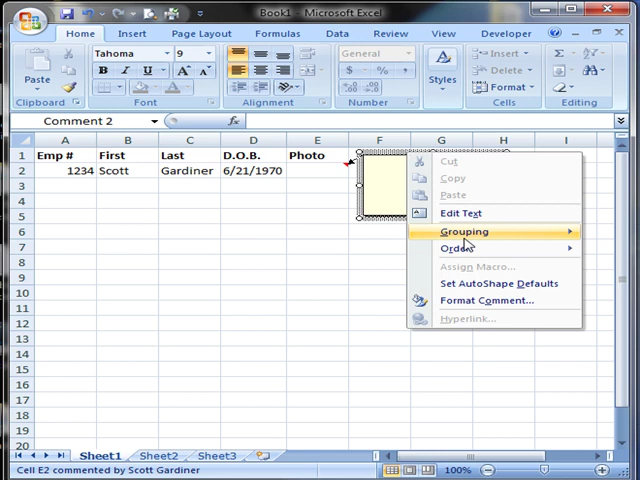 Book1 - Microsoft Excel
Home Insert Page Layout Formulas Data Review View Developer
Paste
Clipboard
Tahoma 9
B I U
Font
Alignment
General
$ % ,
Number
Styles
Insert
Delete
Format
Cells
Σ
Editing
Comment 2 fx
A B C D E F G H I
1 Emp # First Last D.O.B. Photo
2 1234 Scott Gardiner 6/21/1970
3
4
5
6
7
8
9
10
11
12
13
14
15
16
17
18
19
20
Cut
Copy
Paste
Edit Text
Grouping
Order
Assign Macro...
Set AutoShape Defaults
Format Comment...
Hyperlink...
Sheet1 Sheet2 Sheet3
Cell E2 commented by Scott Gardiner 100%